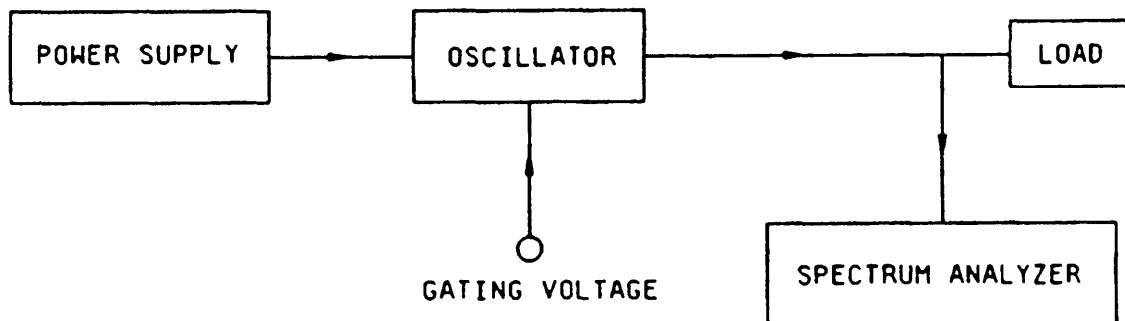 POWER SUPPLY
OSCILLATOR
LOAD
GATING VOLTAGE
SPECTRUM ANALYZER